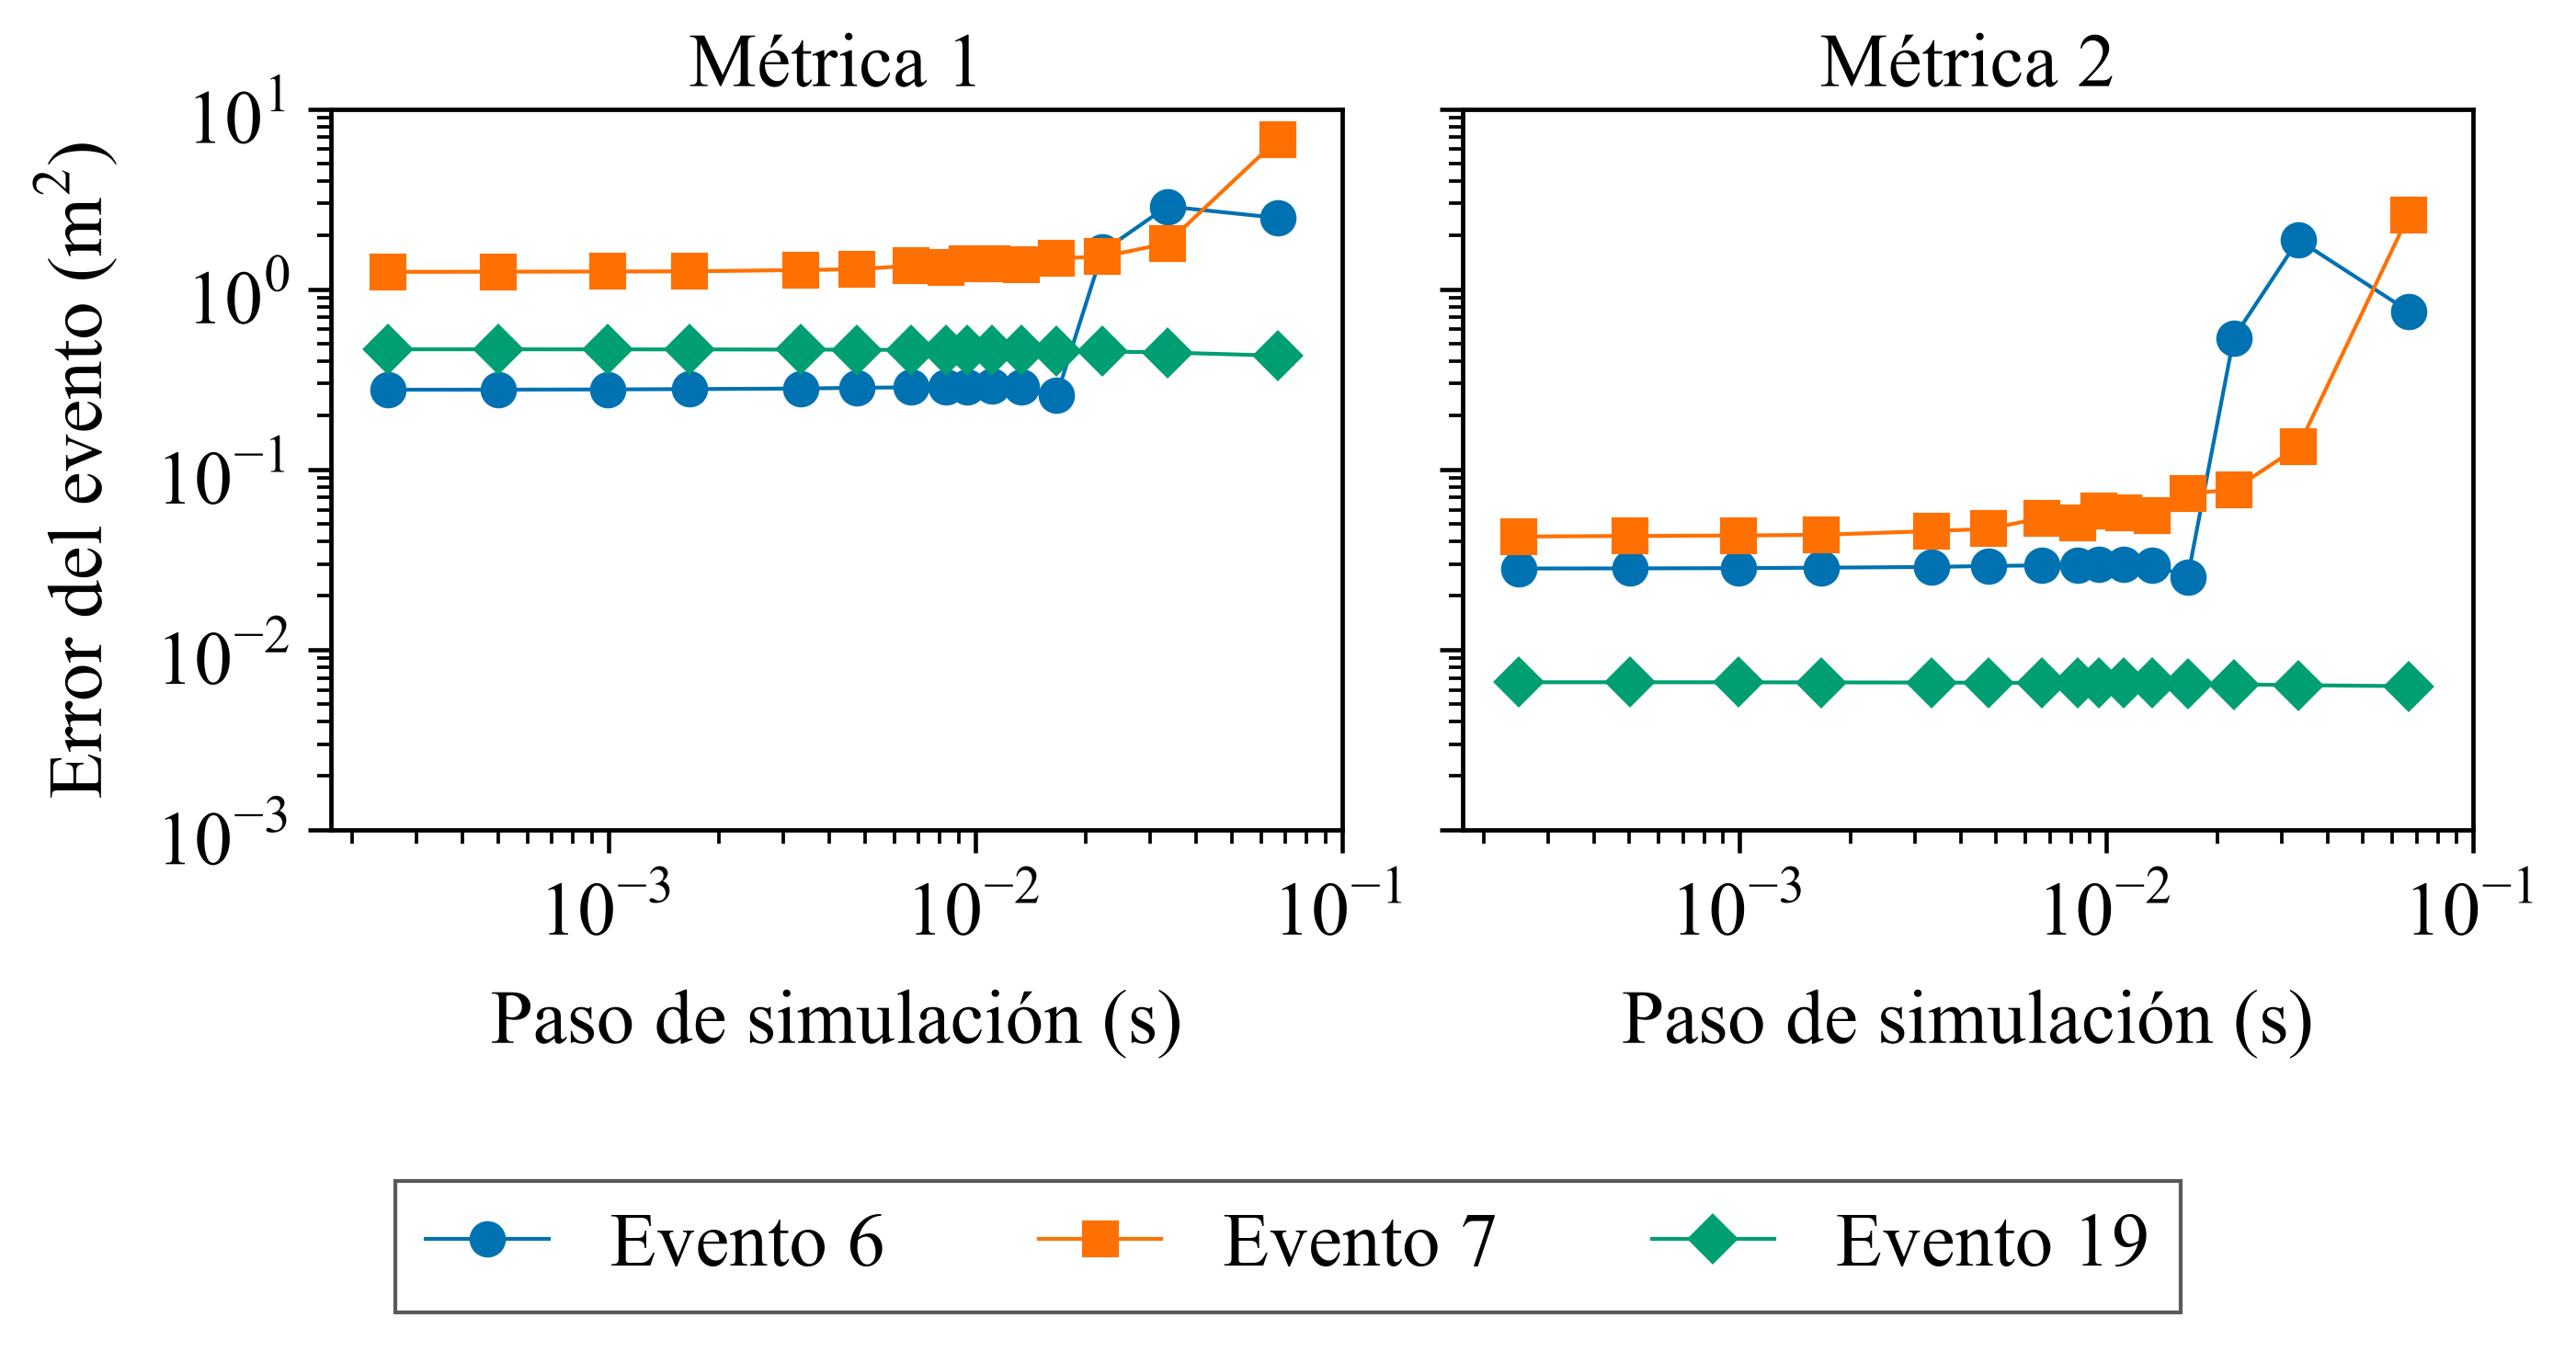 Métrica 1
Métrica 2
Error del evento (m²)
10¹
10⁰
10⁻¹
10⁻²
10⁻³
10⁻³ 10⁻² 10⁻¹
10⁻³ 10⁻² 10⁻¹
Paso de simulación (s)
Paso de simulación (s)
Evento 6 Evento 7 Evento 19